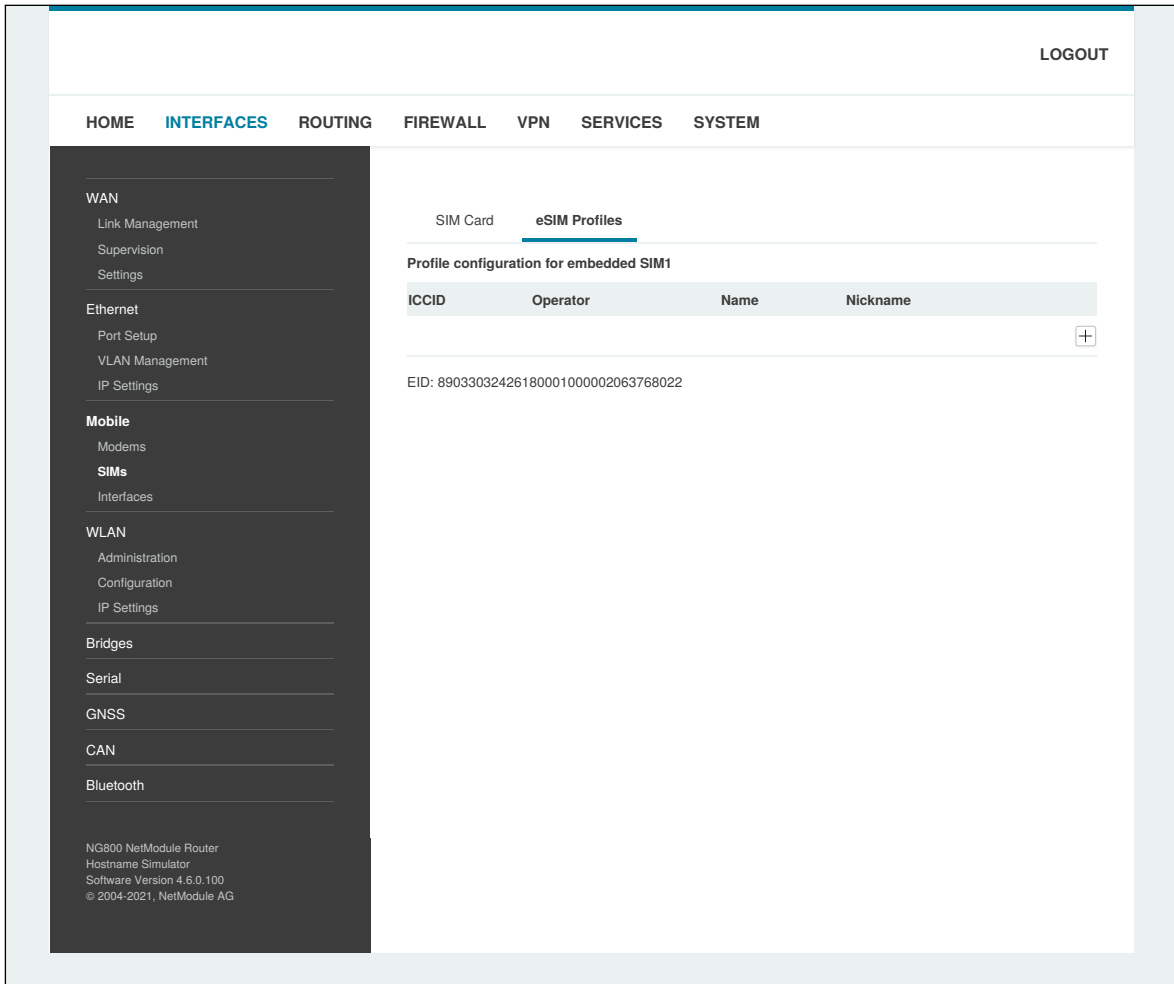 LOGOUT
HOME INTERFACES ROUTING FIREWALL VPN SERVICES SYSTEM
WAN
Link Management
Supervision
Settings
Ethernet
Port Setup
VLAN Management
IP Settings
Mobile
Modems
SIMs
Interfaces
WLAN
Administration
Configuration
IP Settings
Bridges
Serial
GNSS
CAN
Bluetooth
NG800 NetModule Router
Hostname Simulator
Software Version 4.6.0.100
© 2004-2021, NetModule AG
SIM Card eSIM Profiles
Profile configuration for embedded SIM1
ICCID Operator Name Nickname
EID: 89033032426180001000002063768022